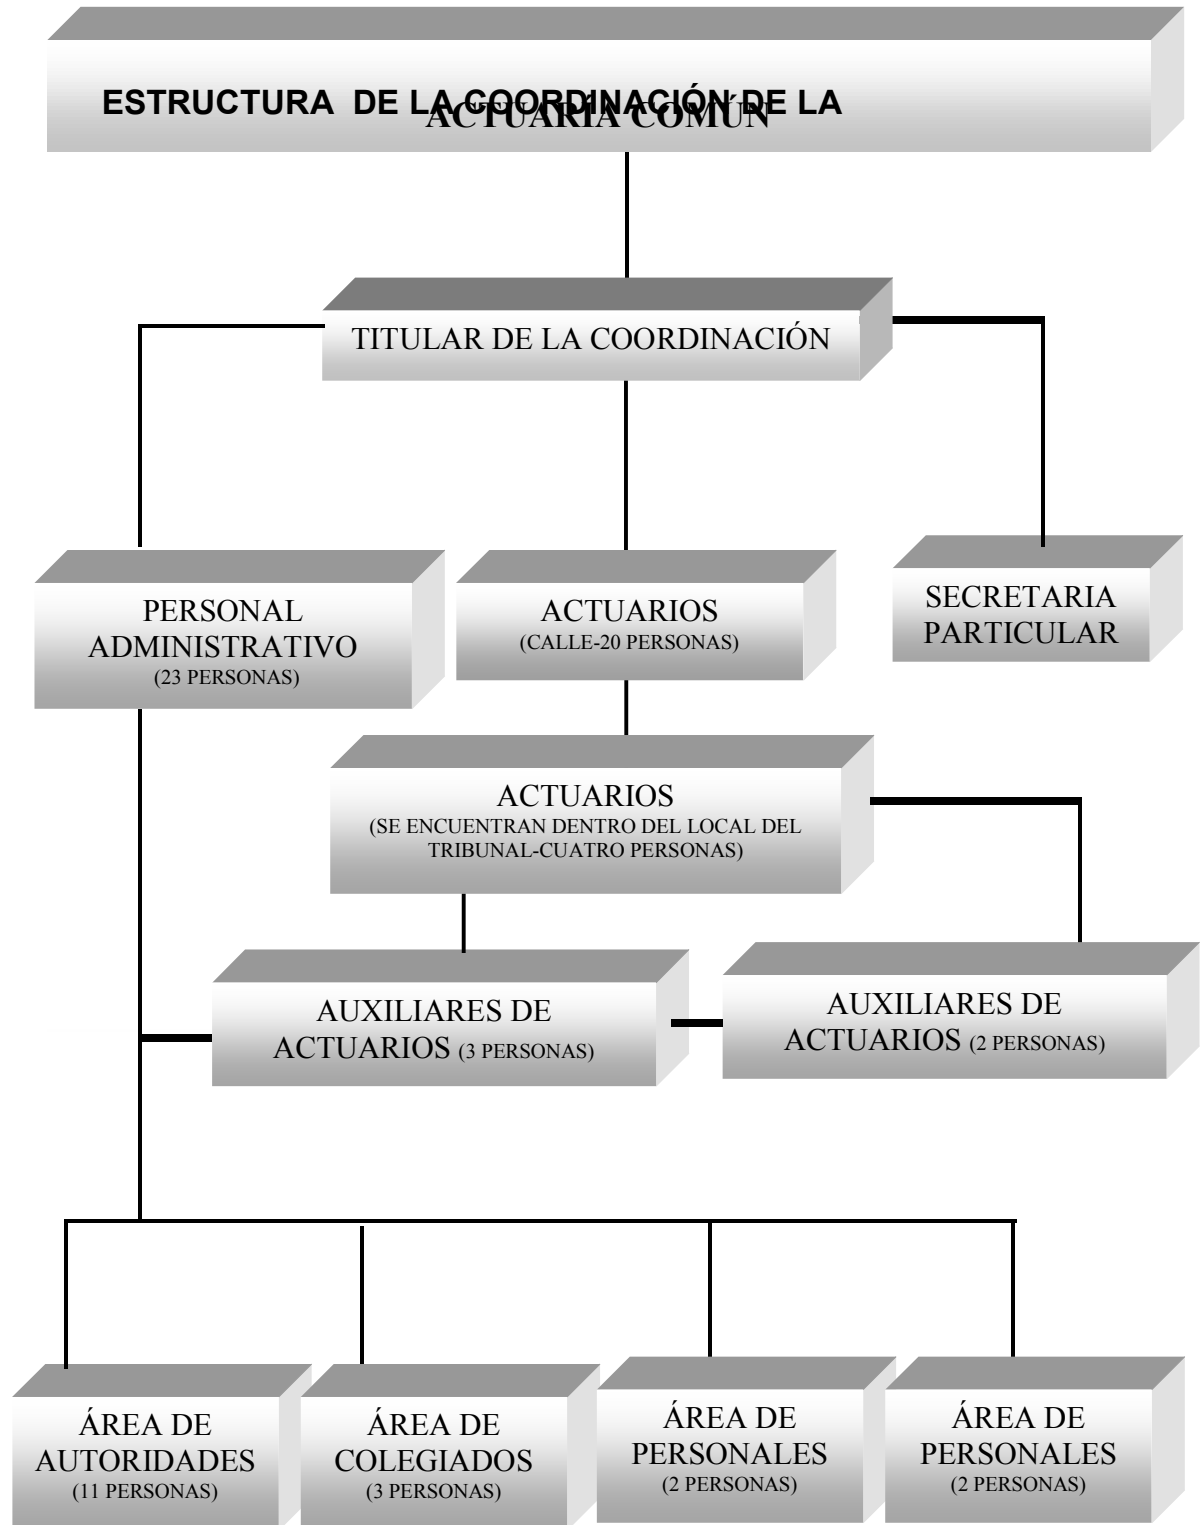 ESTRUCTURA DE LA COORDINACIÓN DE LA
ACTUARÍA COMÚN
TITULAR DE LA COORDINACIÓN
PERSONAL
ADMINISTRATIVO
(23 PERSONAS)
ACTUARIOS
(CALLE-20 PERSONAS)
SECRETARIA
PARTICULAR
ACTUARIOS
(SE ENCUENTRAN DENTRO DEL LOCAL DEL
TRIBUNAL-CUATRO PERSONAS)
AUXILIARES DE
ACTUARIOS (3 PERSONAS)
AUXILIARES DE
ACTUARIOS (2 PERSONAS)
ÁREA DE
AUTORIDADES
(11 PERSONAS)
ÁREA DE
COLEGIADOS
(3 PERSONAS)
ÁREA DE
PERSONALES
(2 PERSONAS)
ÁREA DE
PERSONALES
(2 PERSONAS)